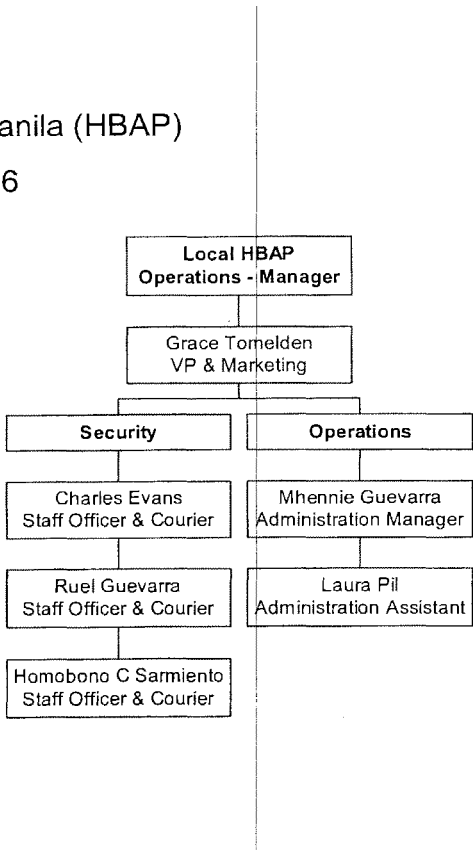 anila (HBAP)
6
Local HBAP
Operations - Manager
Grace Tomelden
VP & Marketing
Security
Operations
Charles Evans
Staff Officer & Courier
Mhennie Guevarra
Administration Manager
Ruel Guevarra
Staff Officer & Courier
Laura Pil
Administration Assistant
Homobono C Sarmiento
Staff Officer & Courier